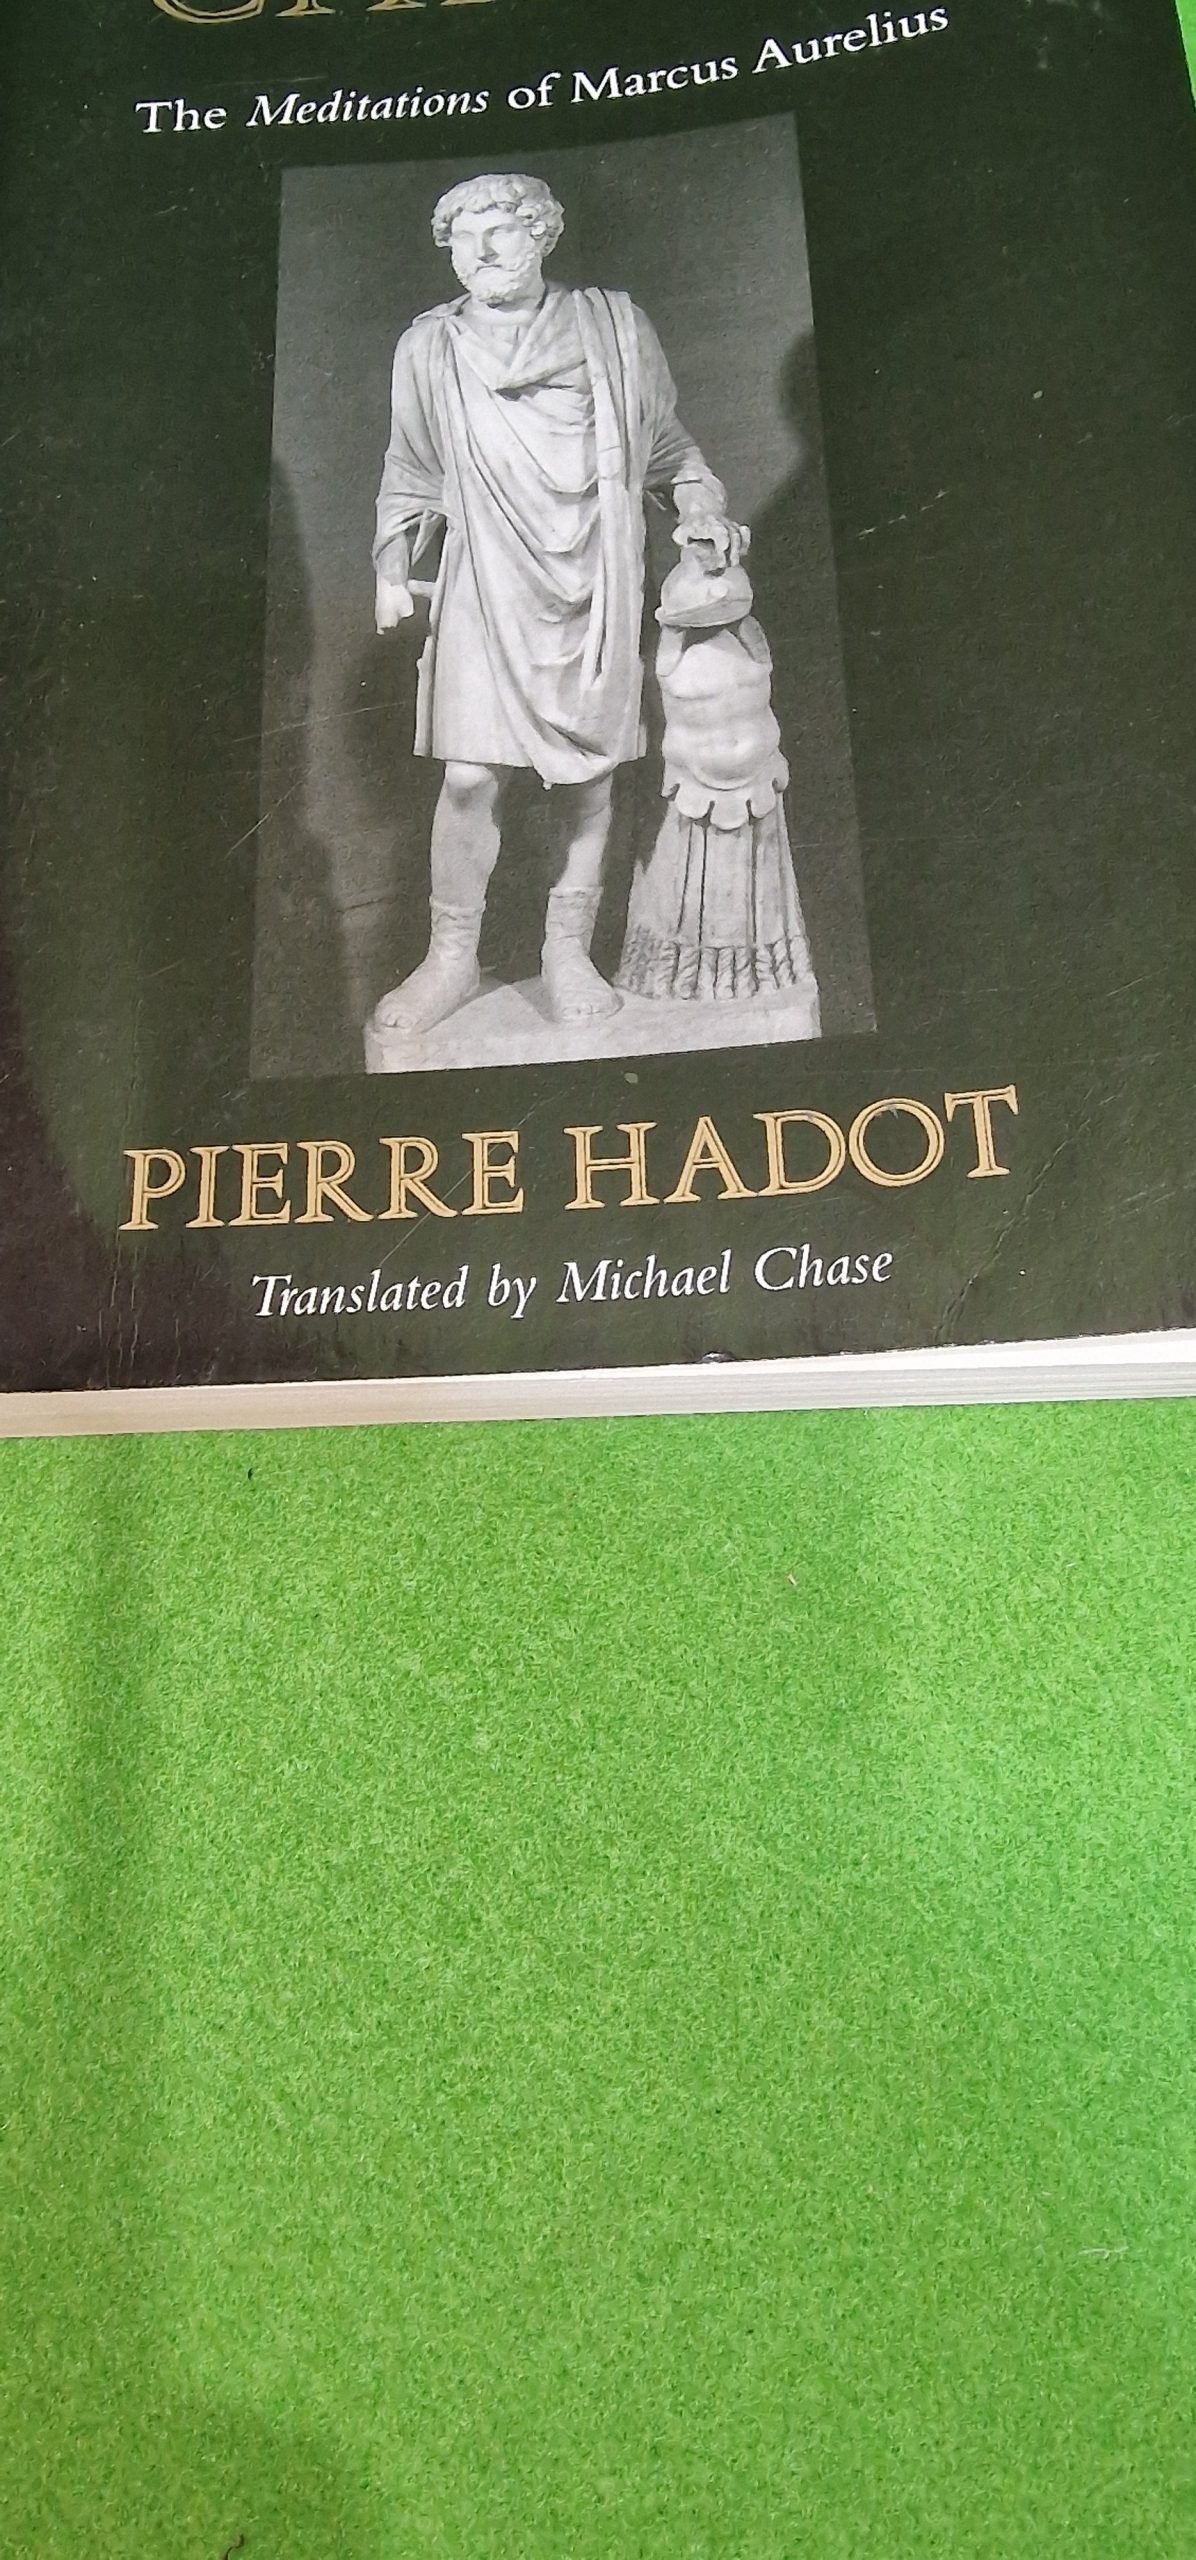 The Meditations of Marcus Aurelius
PIERRE HADOT
Translated by Michael Chase